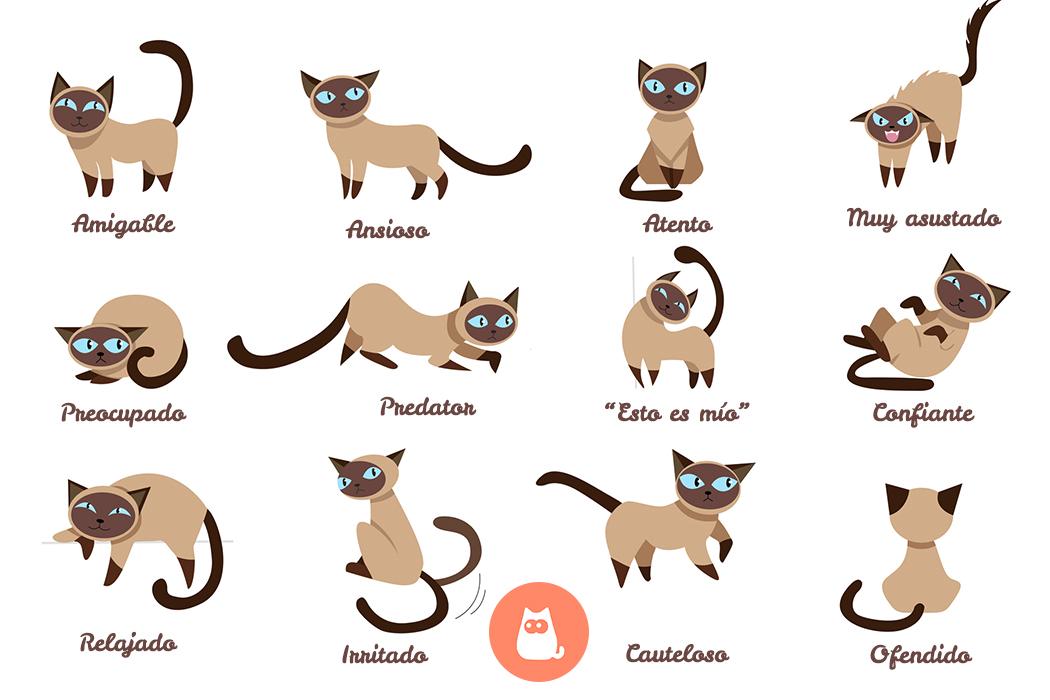 Amigable
Ansioso
Atento
Muy asustado
Preocupado
Predator
“Esto es mío”
Confiante
Relajado
Irritado
Cauteloso
Ofendido